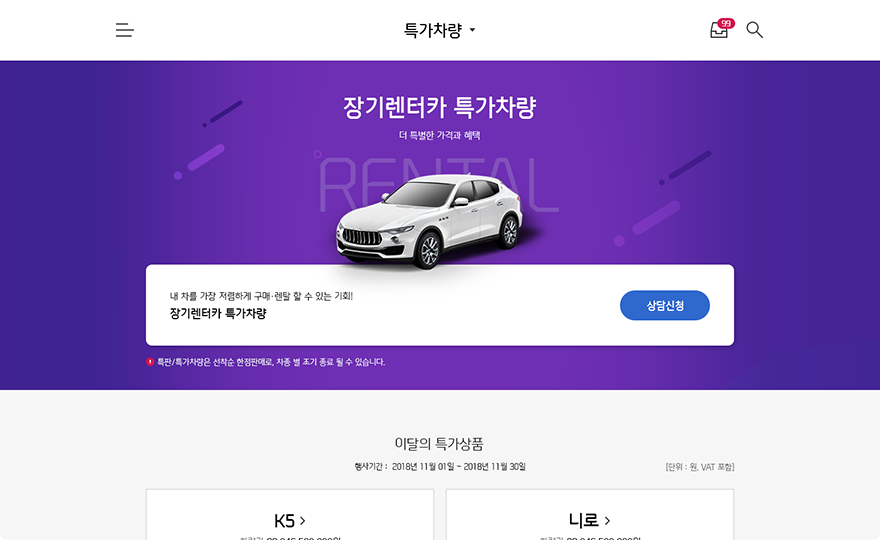 특가차량
99
장기렌터카 특가차량
더 특별한 가격과 혜택
RENTAL
내 차를 가장 저렴하게 구매·렌탈 할 수 있는 기회!
장기렌터카 특가차량
상담신청
특판/특가차량은 선착순 한정판매로, 차종 별 조기 종료 될 수 있습니다.
이달의 특가상품
행사기간 : 2018년 11월 01일 ~ 2018년 11월 30일
[단위 : 원, VAT 포함]
K5
니로